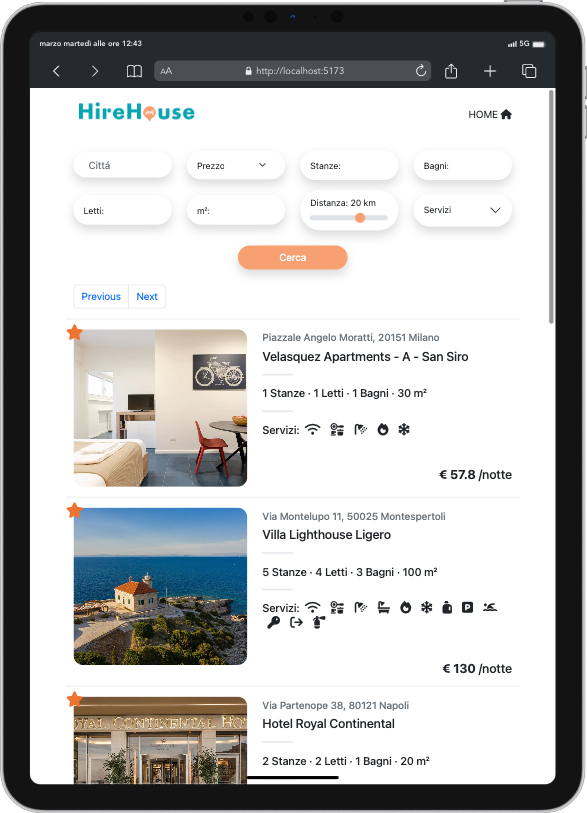 marzo martedì alle ore 12:43
5G
AA
http://localhost:5173
HireHouse
HOME
Cittá
Prezzo
Stanze:
Bagni:
Letti:
m²:
Distanza: 20 km
Servizi
Cerca
Previous
Next
Piazzale Angelo Moratti, 20151 Milano
Velasquez Apartments - A - San Siro
1 Stanze · 1 Letti · 1 Bagni · 30 m²
Servizi:
€ 57.8 /notte
Via Montelupo 11, 50025 Montespertoli
Villa Lighthouse Ligero
5 Stanze · 4 Letti · 3 Bagni · 100 m²
Servizi:
P
€ 130 /notte
Via Partenope 38, 80121 Napoli
Hotel Royal Continental
ROYAL CONTINENTAL HO
2 Stanze · 2 Letti · 1 Bagni · 20 m²